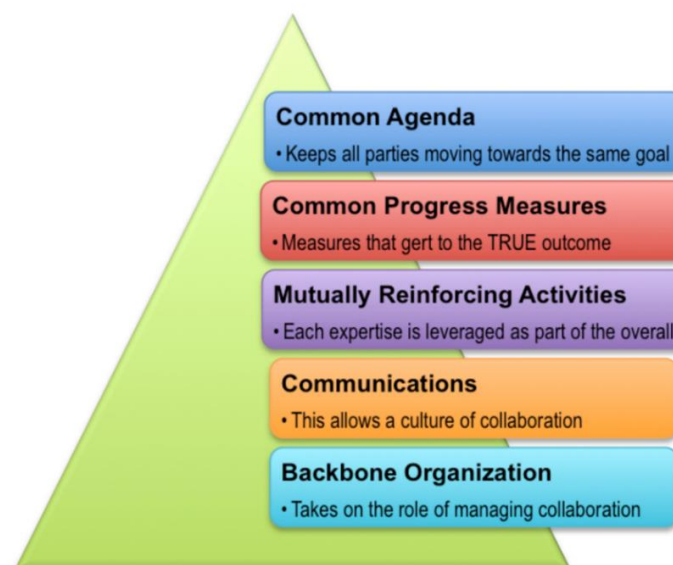 Common Agenda
• Keeps all parties moving towards the same goal
Common Progress Measures
• Measures that gert to the TRUE outcome
Mutually Reinforcing Activities
• Each expertise is leveraged as part of the overall
Communications
• This allows a culture of collaboration
Backbone Organization
• Takes on the role of managing collaboration